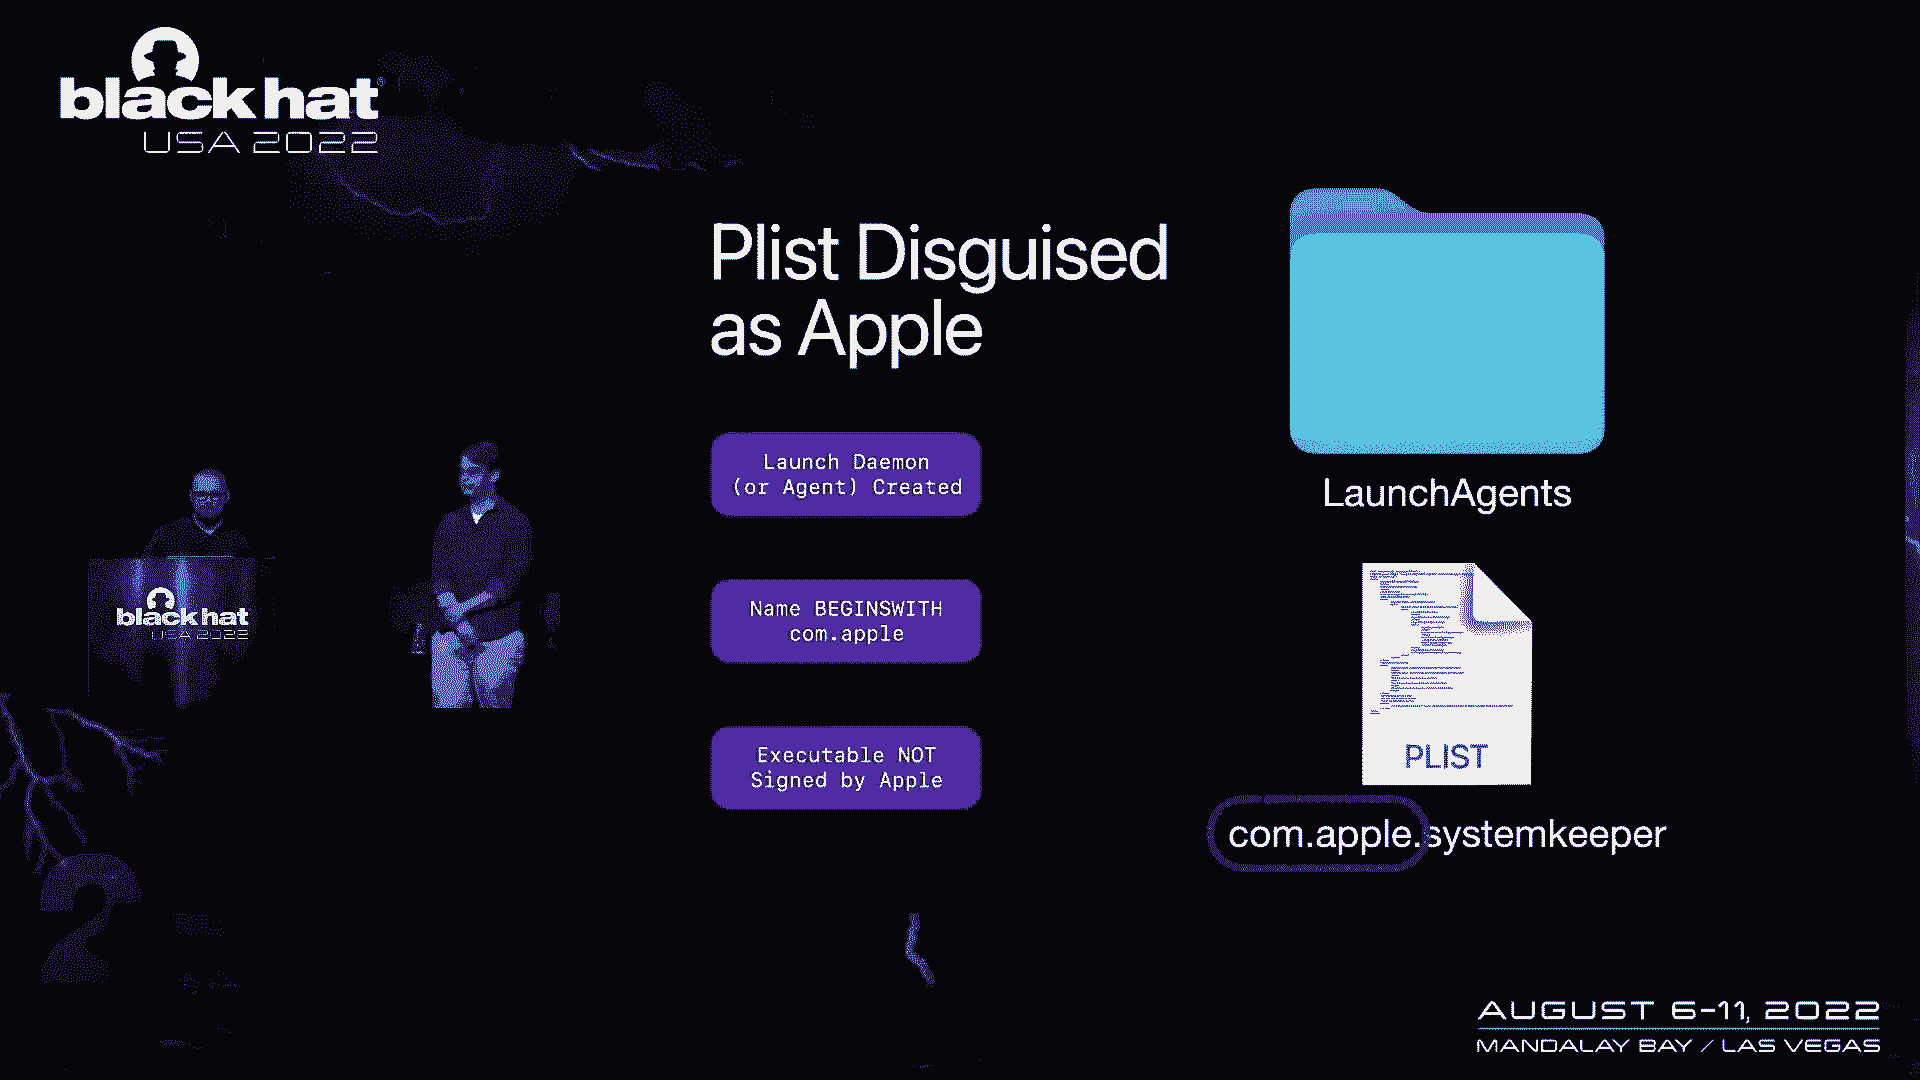 black hat®
USA 2022
Plist Disguised
as Apple
Launch Daemon
(or Agent) Created
Name BEGINSWITH
com.apple
Executable NOT
Signed by Apple
LaunchAgents
PLIST
com.apple.systemkeeper
black hat
USA 2022
AUGUST 6-11, 2022
MANDALAY BAY / LAS VEGAS